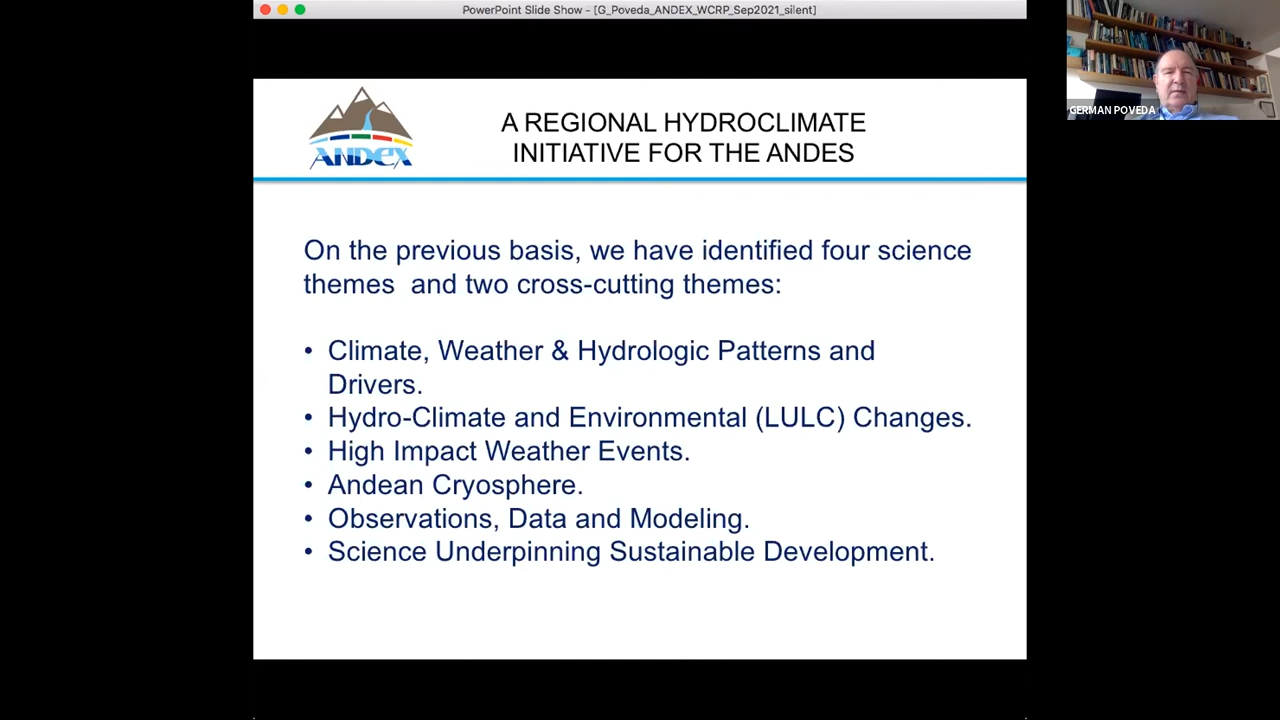 PowerPoint Slide Show - [G_Poveda_ANDEX_WCRP_Sep2021_silent]
GERMAN POVEDA
ANDEX
A REGIONAL HYDROCLIMATE
INITIATIVE FOR THE ANDES
On the previous basis, we have identified four science
themes  and two cross-cutting themes:
• Climate, Weather & Hydrologic Patterns and
Drivers.
• Hydro-Climate and Environmental (LULC) Changes.
• High Impact Weather Events.
• Andean Cryosphere.
• Observations, Data and Modeling.
• Science Underpinning Sustainable Development.